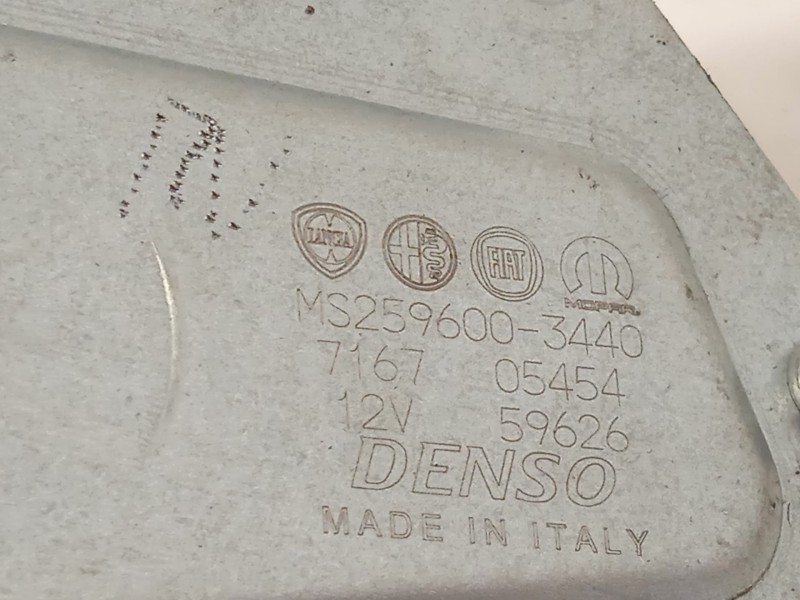 LANCIA FIAT MOPAR
MS259600-3440
7167 05454
12V 59626
DENSO
MADE IN ITALY